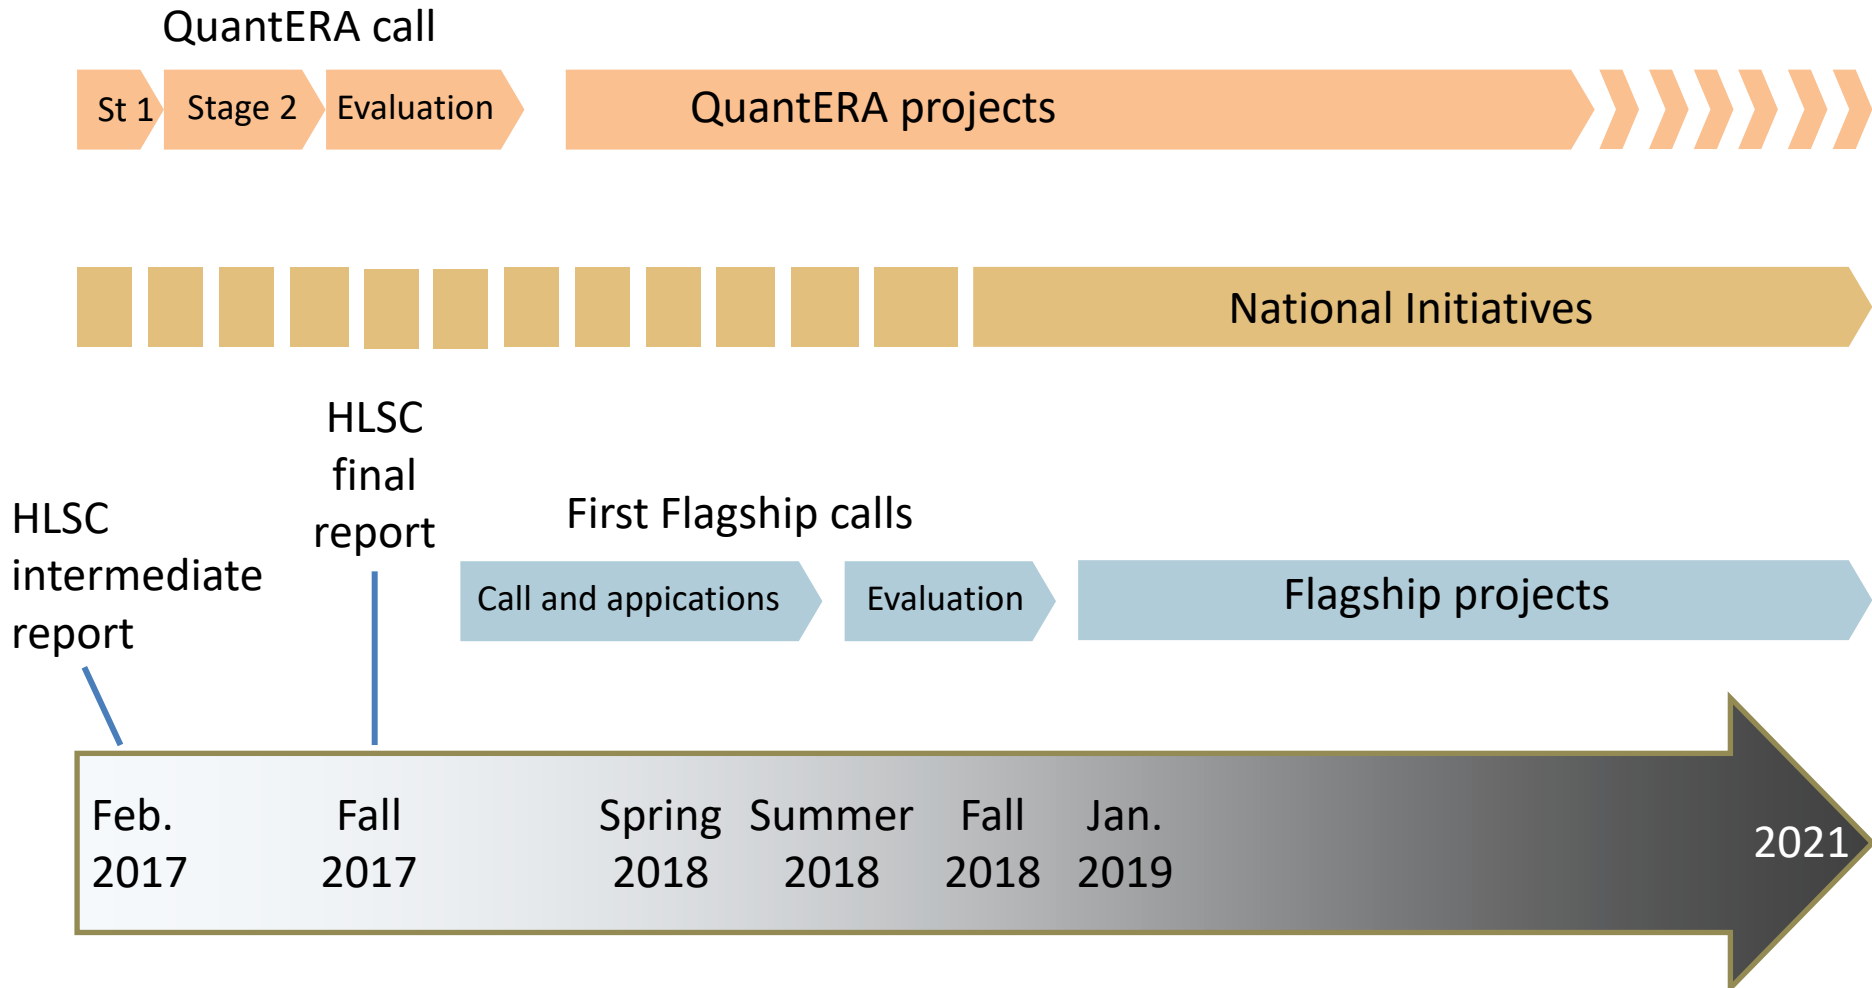 QuantERA call
St 1
Stage 2
Evaluation
QuantERA projects
National Initiatives
HLSC
final
report
HLSC
intermediate
report
First Flagship calls
Call and appications
Evaluation
Flagship projects
Feb.
2017
Fall
2017
Spring
2018
Summer
2018
Fall
2018
Jan.
2019
2021